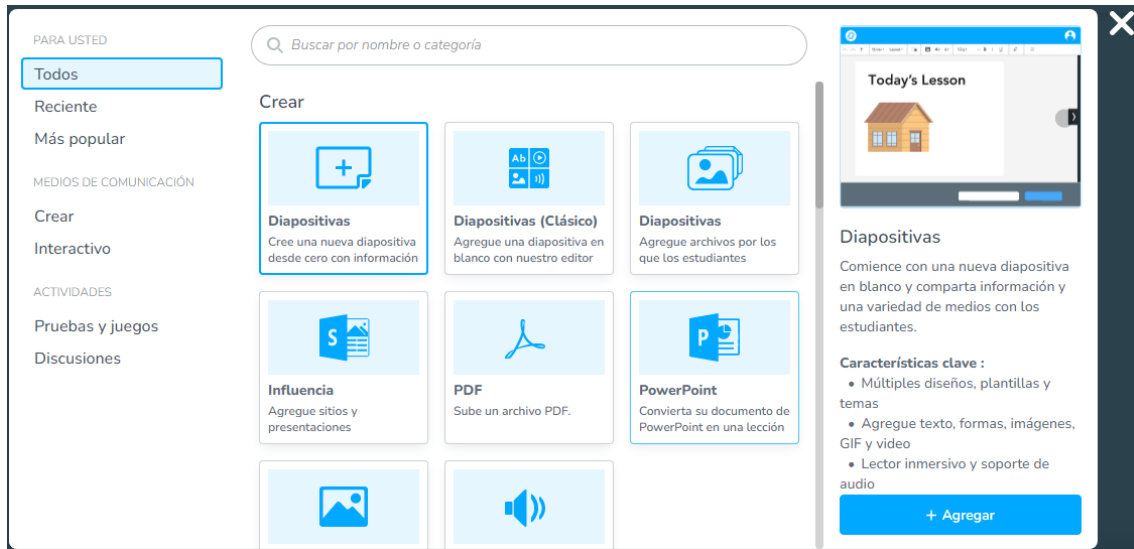 PARA USTED
Todos
Reciente
Más popular
MEDIOS DE COMUNICACIÓN
Crear
Interactivo
ACTIVIDADES
Pruebas y juegos
Discusiones
Buscar por nombre o categoría
Crear
Diapositivas
Cree una nueva diapositiva
desde cero con información
Ab
Diapositivas (Clásico)
Agregue una diapositiva en
blanco con nuestro editor
Diapositivas
Agregue archivos por los
que los estudiantes
S
Influencia
Agregue sitios y
presentaciones
PDF
Sube un archivo PDF.
P
PowerPoint
Convierta su documento de
PowerPoint en una lección
Today's Lesson
Diapositivas
Comience con una nueva diapositiva
en blanco y comparta información y
una variedad de medios con los
estudiantes.
Características clave :
• Múltiples diseños, plantillas y
temas
• Agregue texto, formas, imágenes,
GIF y video
• Lector inmersivo y soporte de
audio
+ Agregar